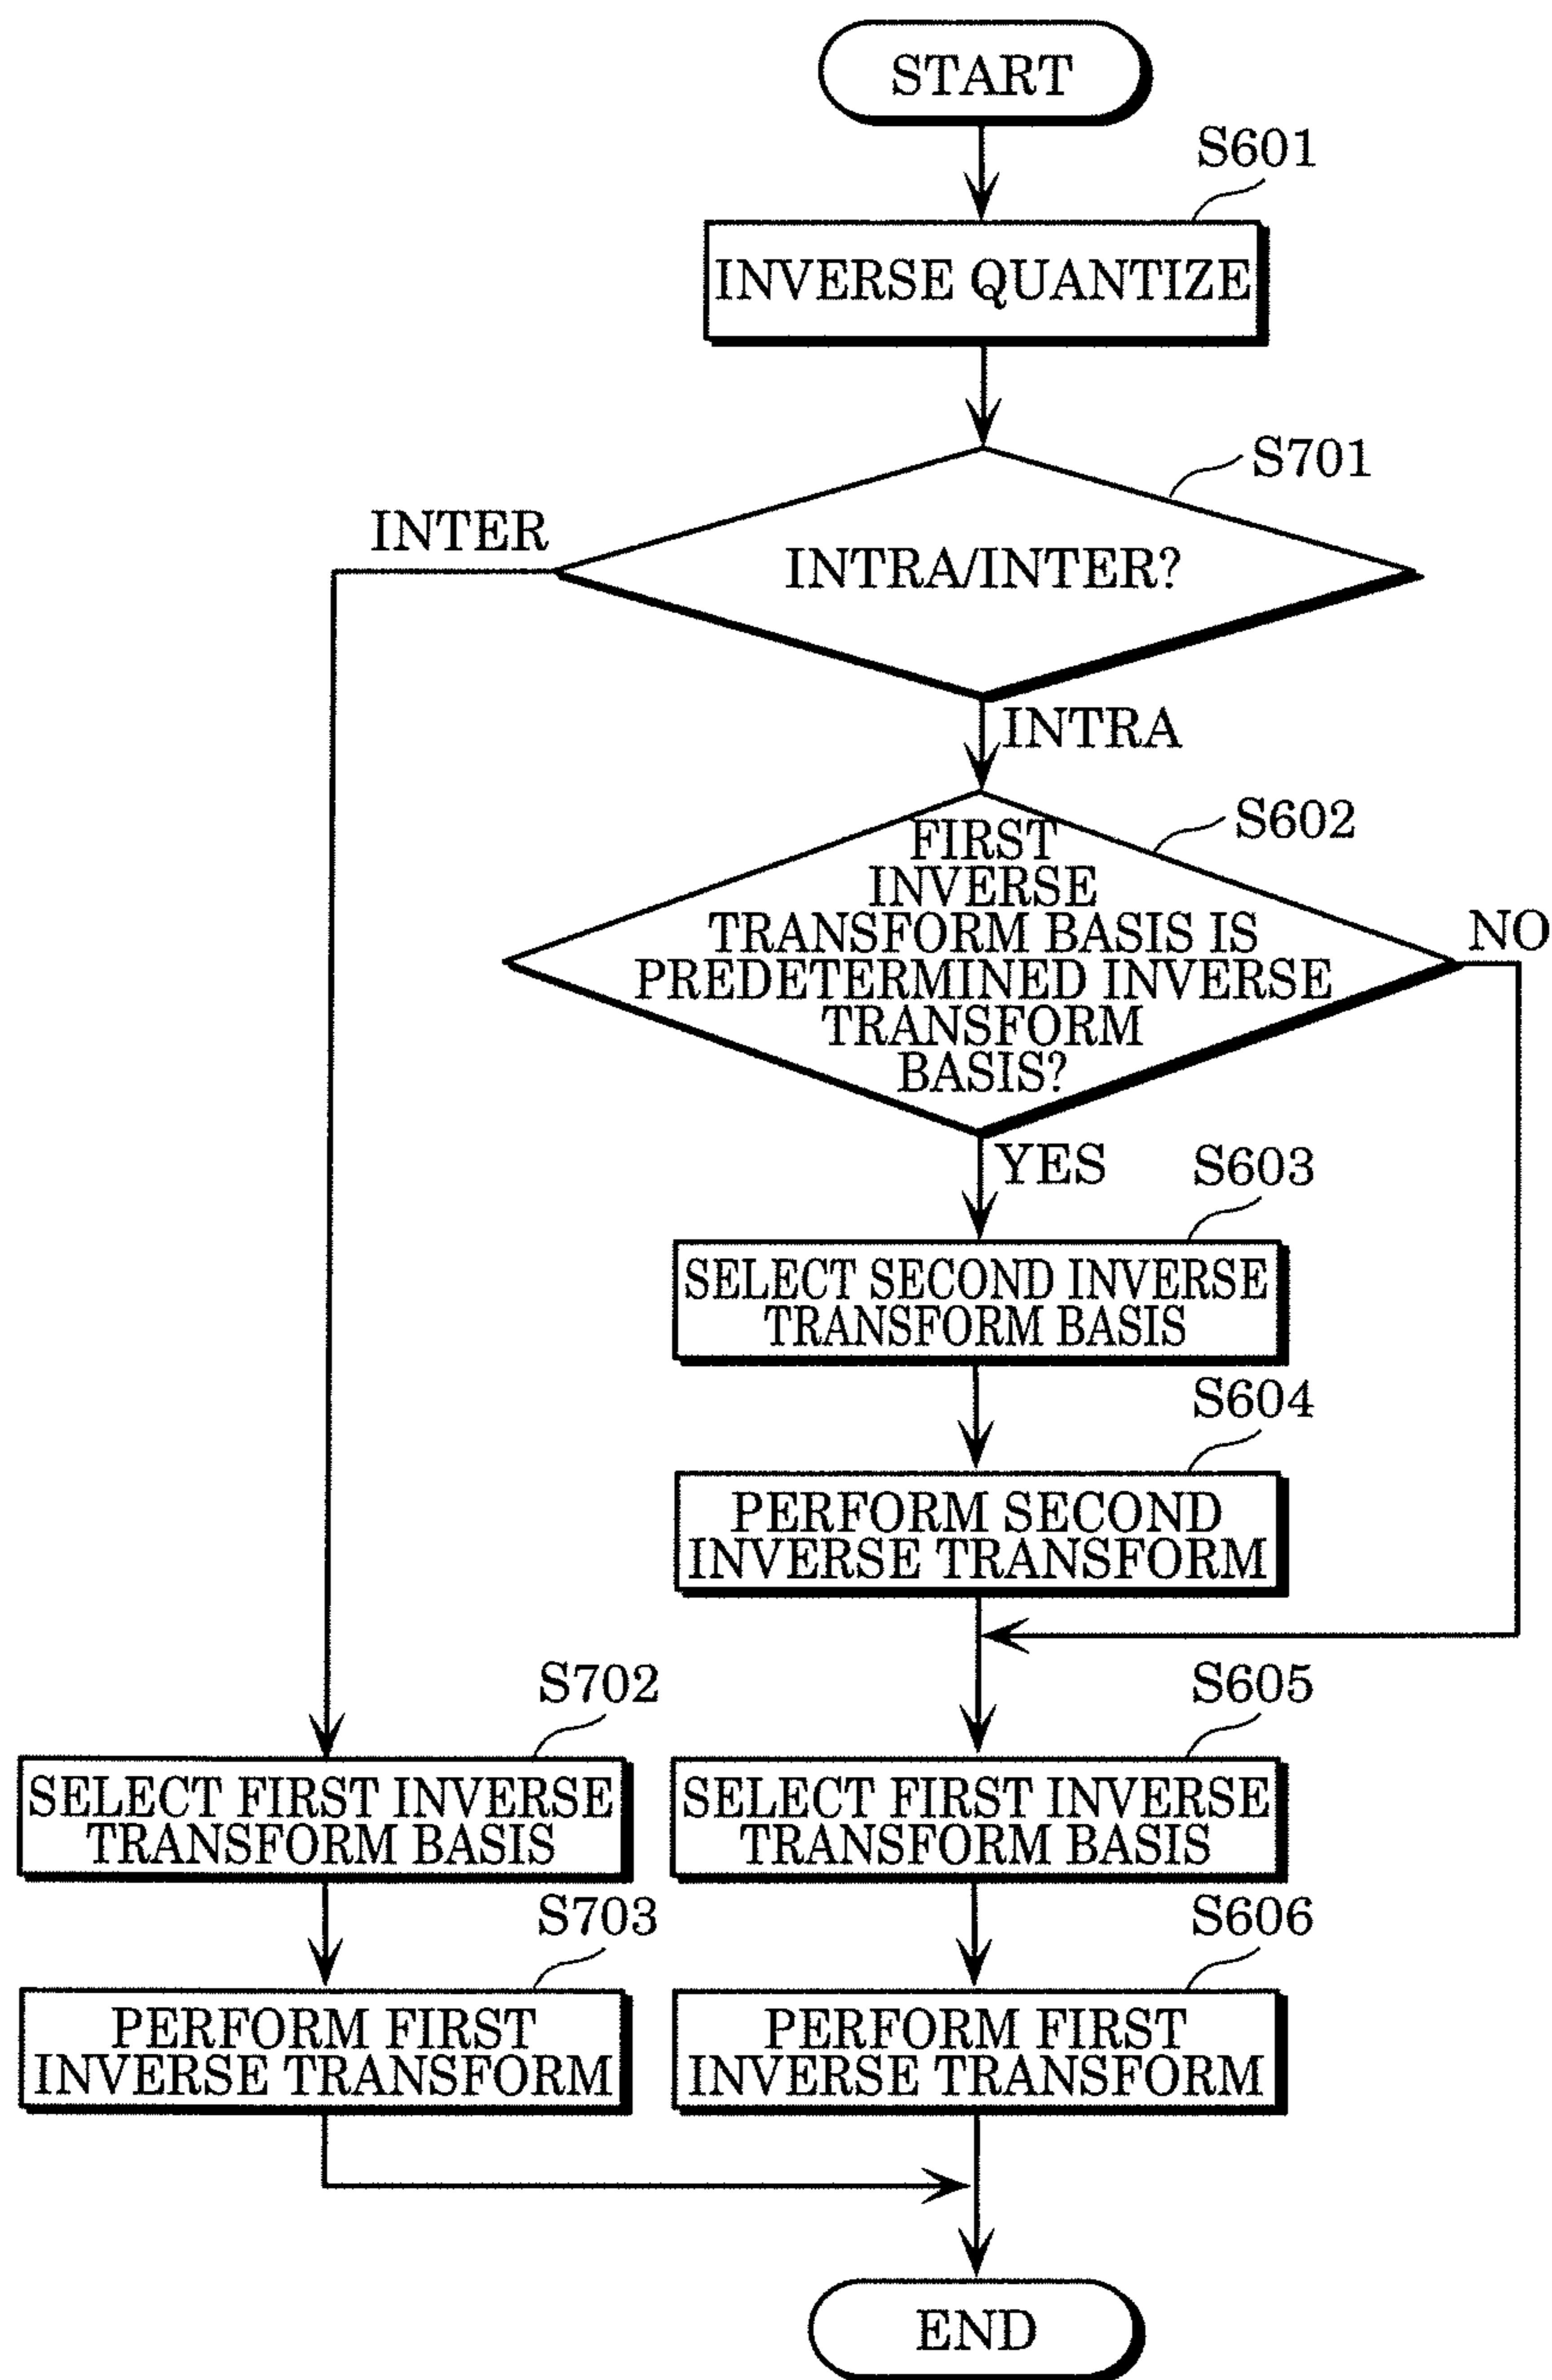 START
S601
INVERSE QUANTIZE
S701
INTER
INTRA/INTER?
INTRA
S602
FIRST
INVERSE
TRANSFORM BASIS IS
PREDETERMINED INVERSE
TRANSFORM
BASIS?
NO
YES
S603
SELECT SECOND INVERSE
TRANSFORM BASIS
S604
PERFORM SECOND
INVERSE TRANSFORM
S702
SELECT FIRST INVERSE
TRANSFORM BASIS
S605
SELECT FIRST INVERSE
TRANSFORM BASIS
S703
PERFORM FIRST
INVERSE TRANSFORM
S606
PERFORM FIRST
INVERSE TRANSFORM
END